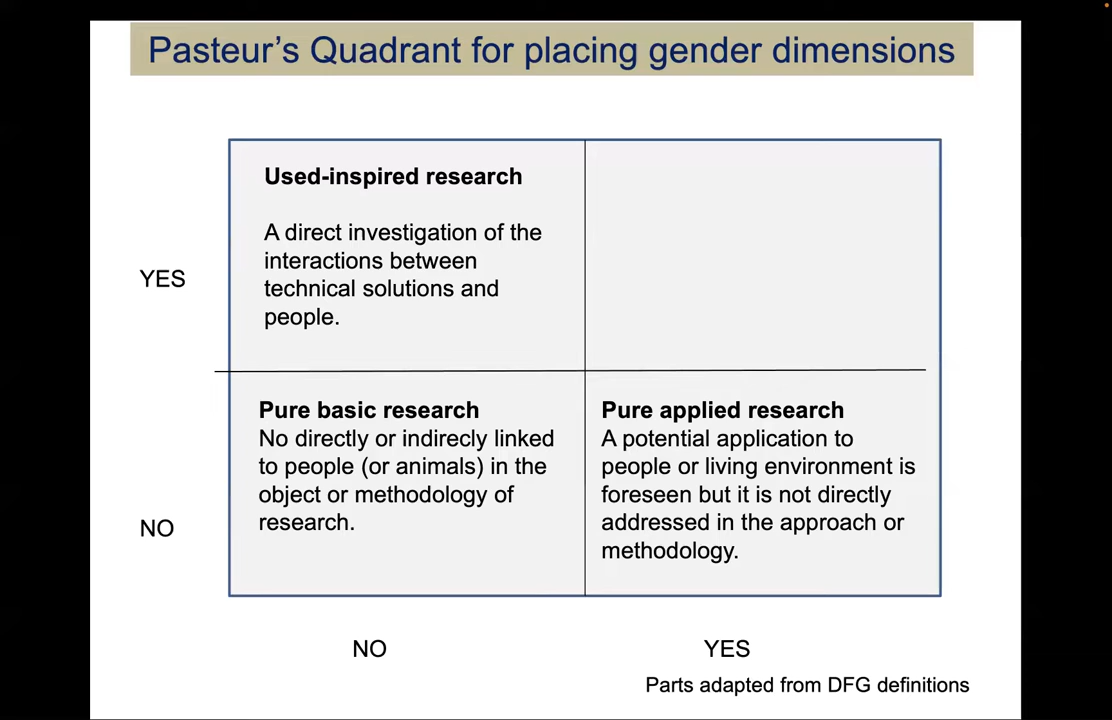 Pasteur's Quadrant for placing gender dimensions
Used-inspired research
A direct investigation of the
interactions between
technical solutions and
people.
YES
Pure basic research
No directly or indirecly linked
to people (or animals) in the
object or methodology of
research.
Pure applied research
A potential application to
people or living environment is
foreseen but it is not directly
addressed in the approach or
methodology.
NO
NO
YES
Parts adapted from DFG definitions